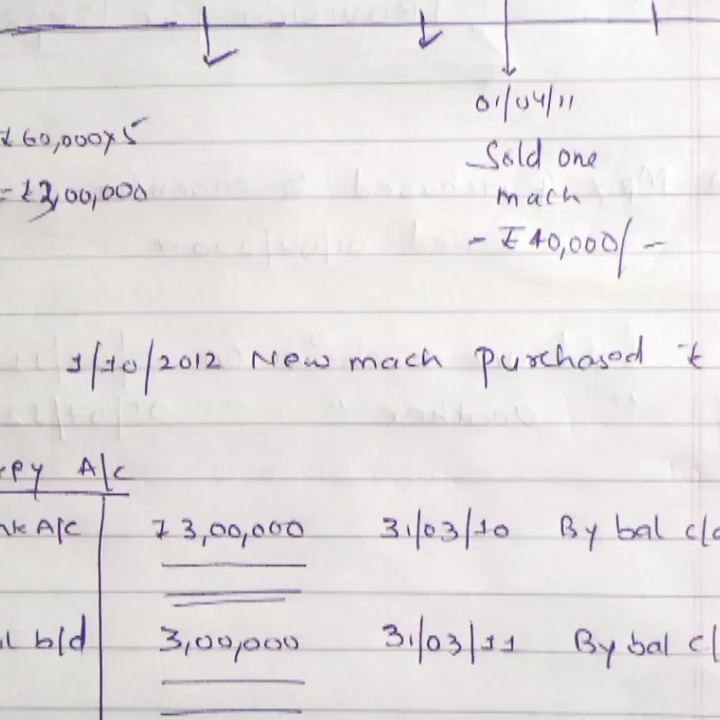 01/04/11
₹60,000×5
Sold one
= ₹3,00,000
mach
- ₹40,000/-
1/10/2012 New mach purchased ₹
A/c
A/c ₹3,00,000 31/03/10 By bal c/d
b/d 3,00,000 31/03/11 By bal c/